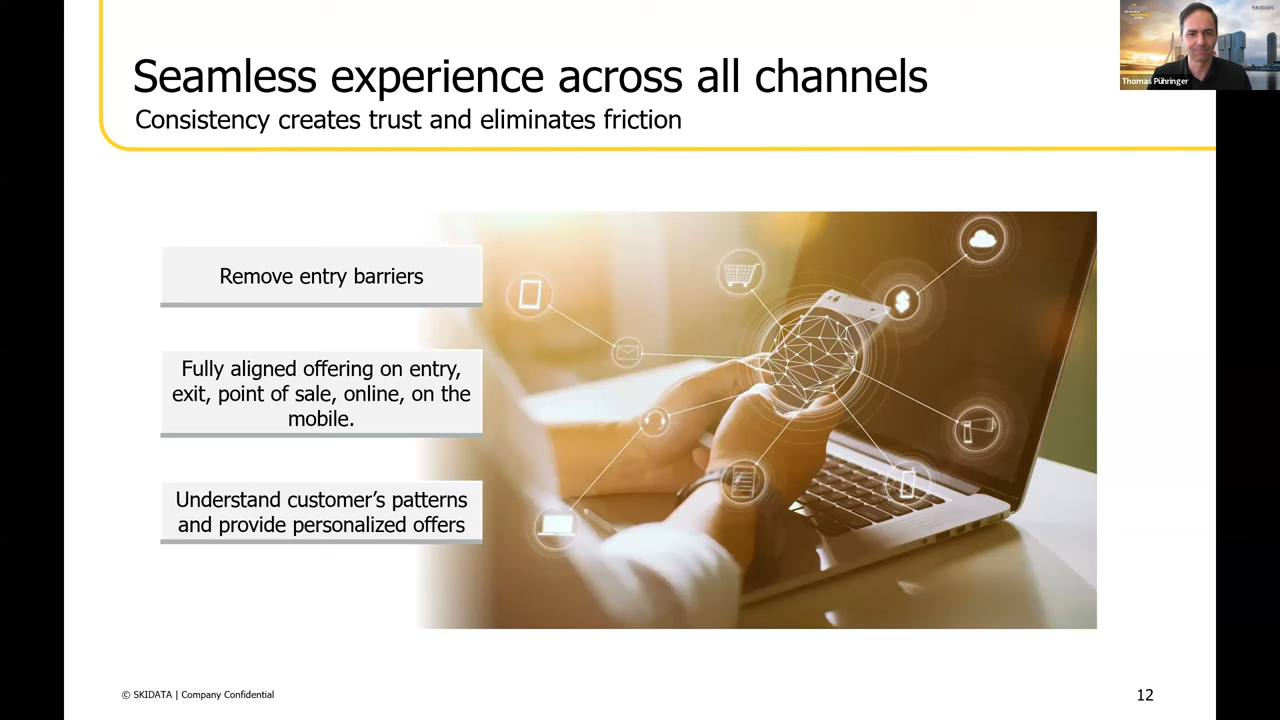 Seamless experience across all channels
Consistency creates trust and eliminates friction
SKIDATA
Thomas Pühringer
Remove entry barriers
Fully aligned offering on entry,
exit, point of sale, online, on the
mobile.
Understand customer’s patterns
and provide personalized offers
$
© SKIDATA | Company Confidential
12